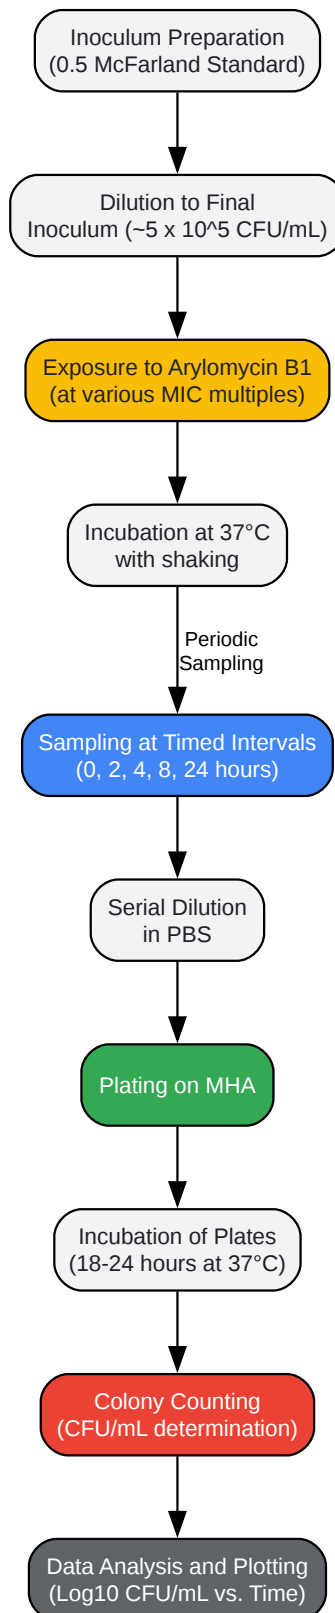 Inoculum Preparation
(0.5 McFarland Standard)
Dilution to Final
Inoculum (~5 x 10^5 CFU/mL)
Exposure to Arylomycin B1
(at various MIC multiples)
Incubation at 37°C
with shaking
Periodic
Sampling
Sampling at Timed Intervals
(0, 2, 4, 8, 24 hours)
Serial Dilution
in PBS
Plating on MHA
Incubation of Plates
(18-24 hours at 37°C)
Colony Counting
(CFU/mL determination)
Data Analysis and Plotting
(Log10 CFU/mL vs. Time)